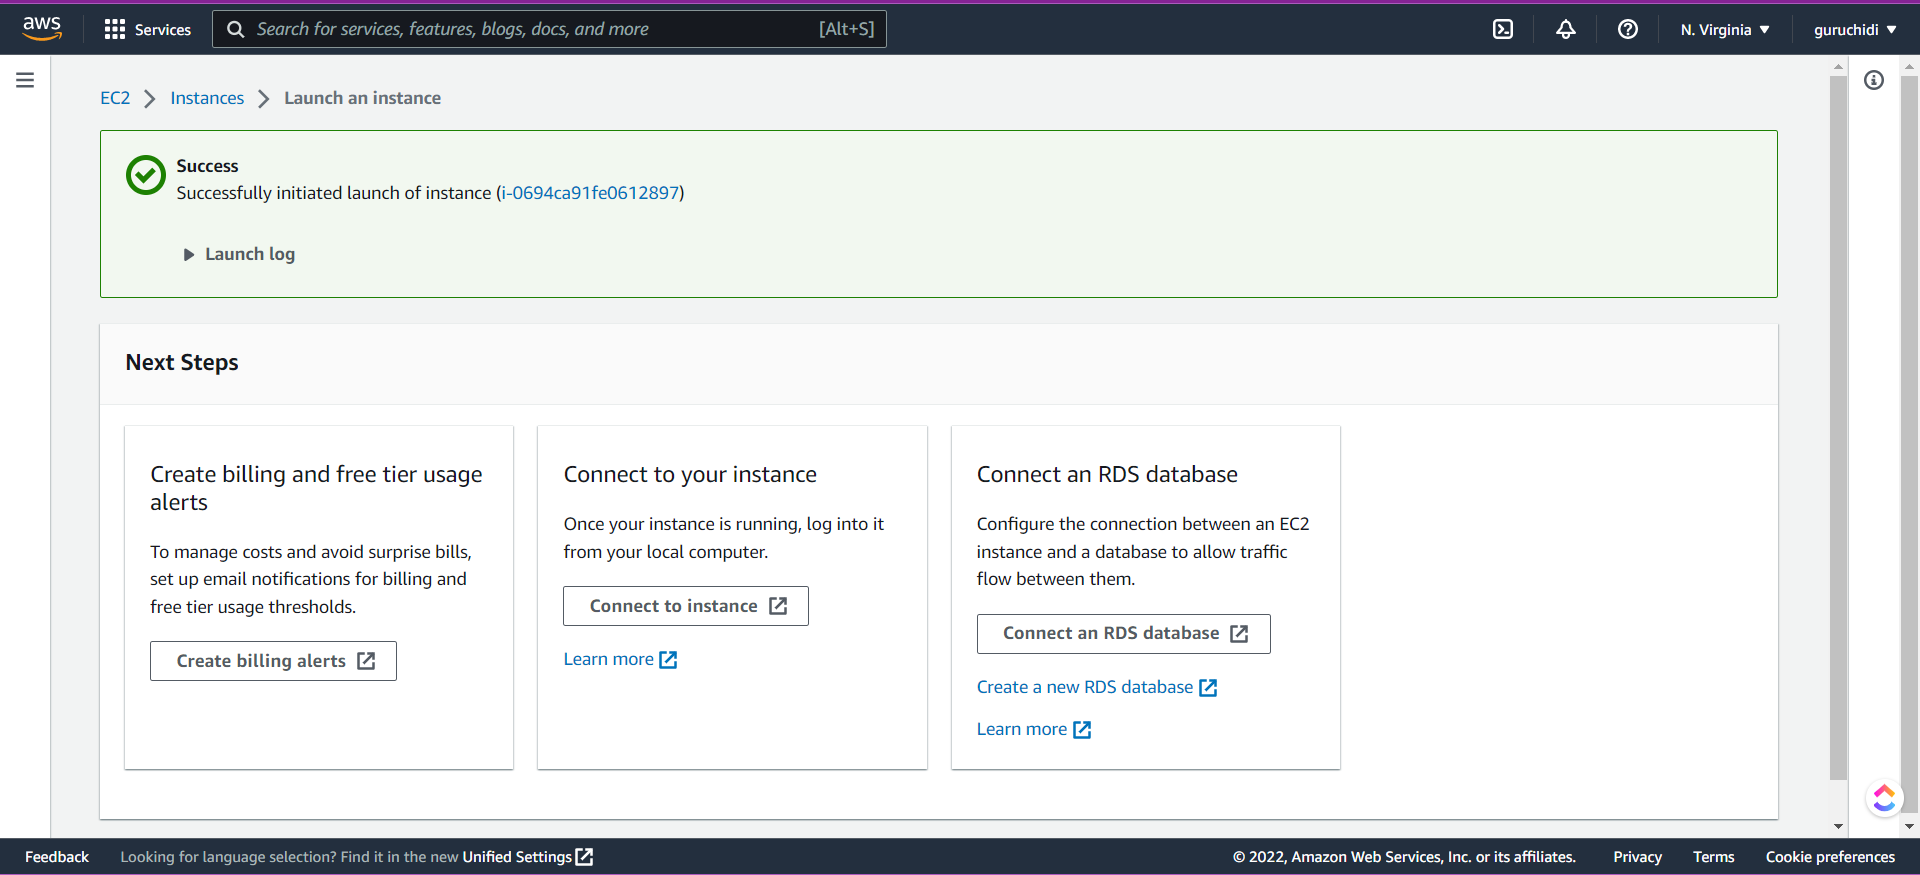 aws
Services
Search for services, features, blogs, docs, and more [Alt+S]
N. Virginia
guruchidi
EC2 Instances Launch an instance
Success
Successfully initiated launch of instance (i-0694ca91fe0612897)
Launch log
Next Steps
Create billing and free tier usage
alerts
To manage costs and avoid surprise bills,
set up email notifications for billing and
free tier usage thresholds.
Create billing alerts
Connect to your instance
Once your instance is running, log into it
from your local computer.
Connect to instance
Learn more
Connect an RDS database
Configure the connection between an EC2
instance and a database to allow traffic
flow between them.
Connect an RDS database
Create a new RDS database
Learn more
Feedback
Looking for language selection? Find it in the new Unified Settings
© 2022, Amazon Web Services, Inc. or its affiliates.
Privacy
Terms
Cookie preferences